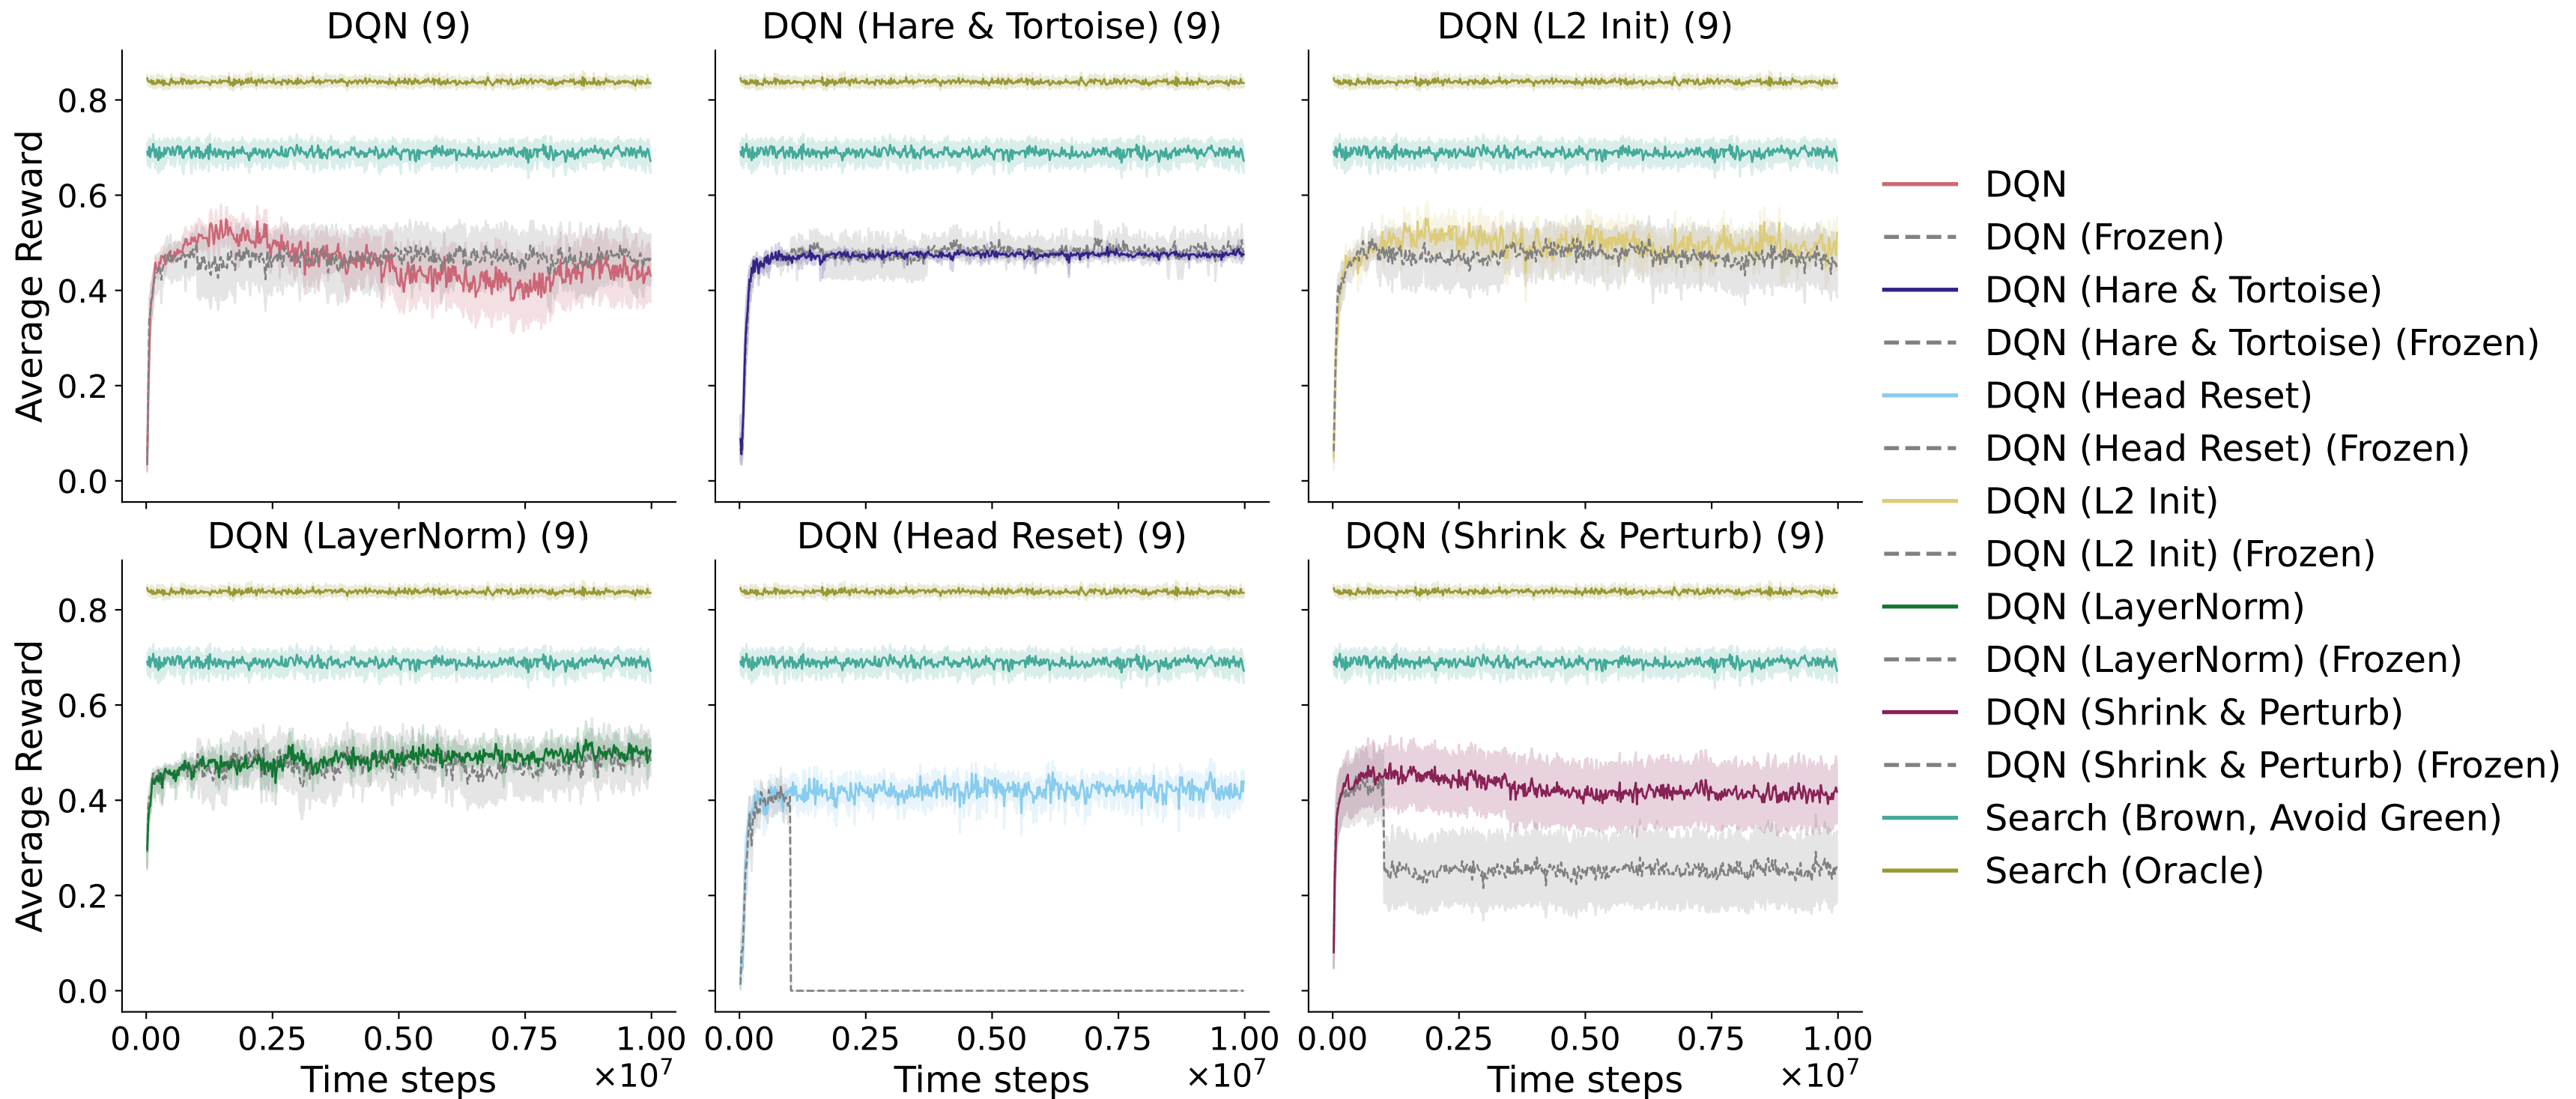 DQN (9)
DQN (Hare & Tortoise) (9)
DQN (L2 Init) (9)
Average Reward
0.8
0.6
0.4
0.2
0.0
DQN (LayerNorm) (9)
DQN (Head Reset) (9)
DQN (Shrink & Perturb) (9)
Average Reward
0.8
0.6
0.4
0.2
0.0
0.00 0.25 0.50 0.75 1.00
×10⁷
Time steps
0.00 0.25 0.50 0.75 1.00
×10⁷
Time steps
0.00 0.25 0.50 0.75 1.00
×10⁷
Time steps
DQN
DQN (Frozen)
DQN (Hare & Tortoise)
DQN (Hare & Tortoise) (Frozen)
DQN (Head Reset)
DQN (Head Reset) (Frozen)
DQN (L2 Init)
DQN (L2 Init) (Frozen)
DQN (LayerNorm)
DQN (LayerNorm) (Frozen)
DQN (Shrink & Perturb)
DQN (Shrink & Perturb) (Frozen)
Search (Brown, Avoid Green)
Search (Oracle)